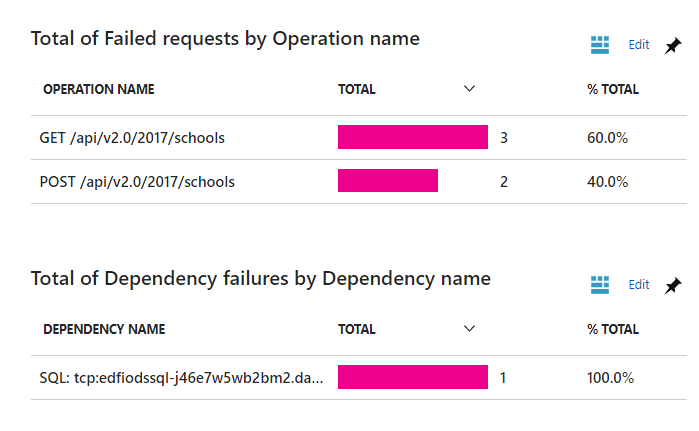 Total of Failed requests by Operation name
Edit
OPERATION NAME TOTAL % TOTAL
GET /api/v2.0/2017/schools 3 60.0%
POST /api/v2.0/2017/schools 2 40.0%
Total of Dependency failures by Dependency name
Edit
DEPENDENCY NAME TOTAL % TOTAL
SQL: tcp:edfiodssql-j46e7w5wb2bm2.da... 1 100.0%